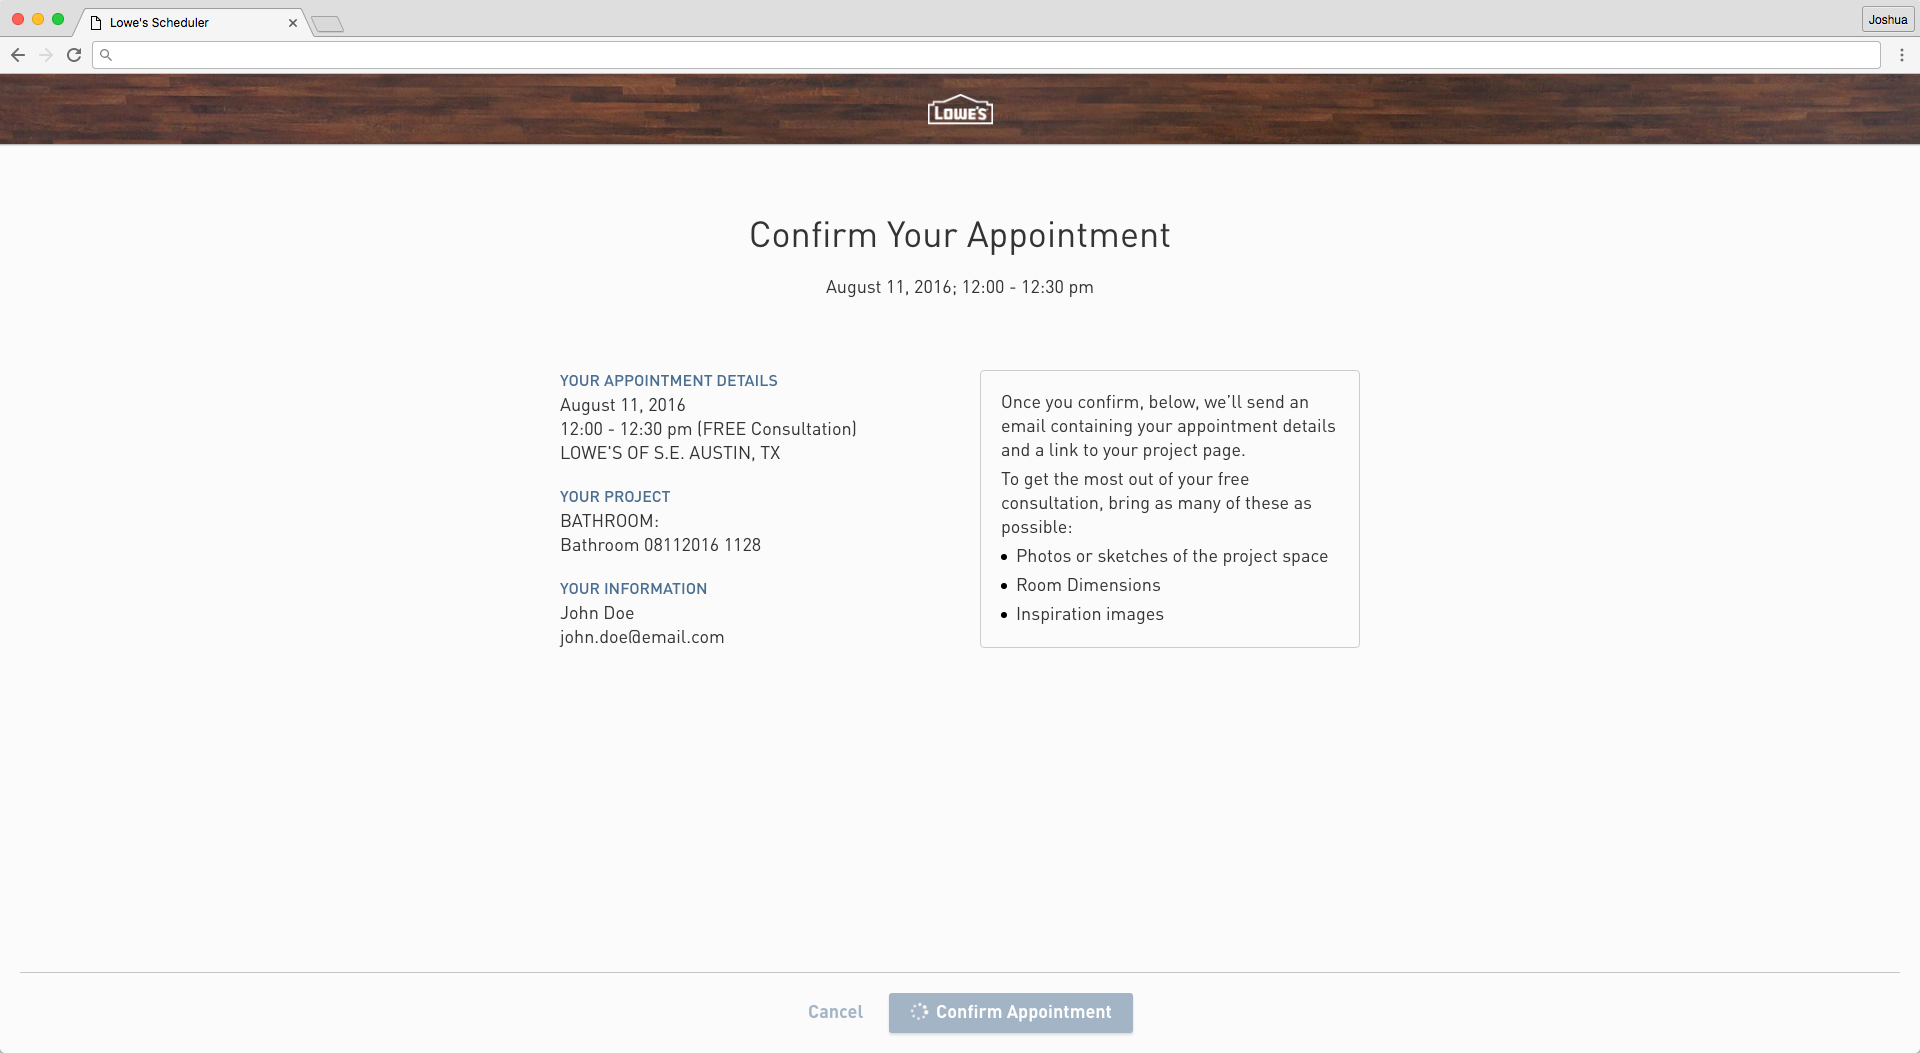 Lowe's Scheduler
Joshua
LOWE'S
Confirm Your Appointment
August 11, 2016; 12:00 - 12:30 pm
YOUR APPOINTMENT DETAILS
August 11, 2016
12:00 - 12:30 pm (FREE Consultation)
LOWE'S OF S.E. AUSTIN, TX
YOUR PROJECT
BATHROOM:
Bathroom 08112016 1128
YOUR INFORMATION
John Doe
john.doe@email.com
Once you confirm, below, we’ll send an
email containing your appointment details
and a link to your project page.
To get the most out of your free
consultation, bring as many of these as
possible:
• Photos or sketches of the project space
• Room Dimensions
• Inspiration images
Cancel
Confirm Appointment